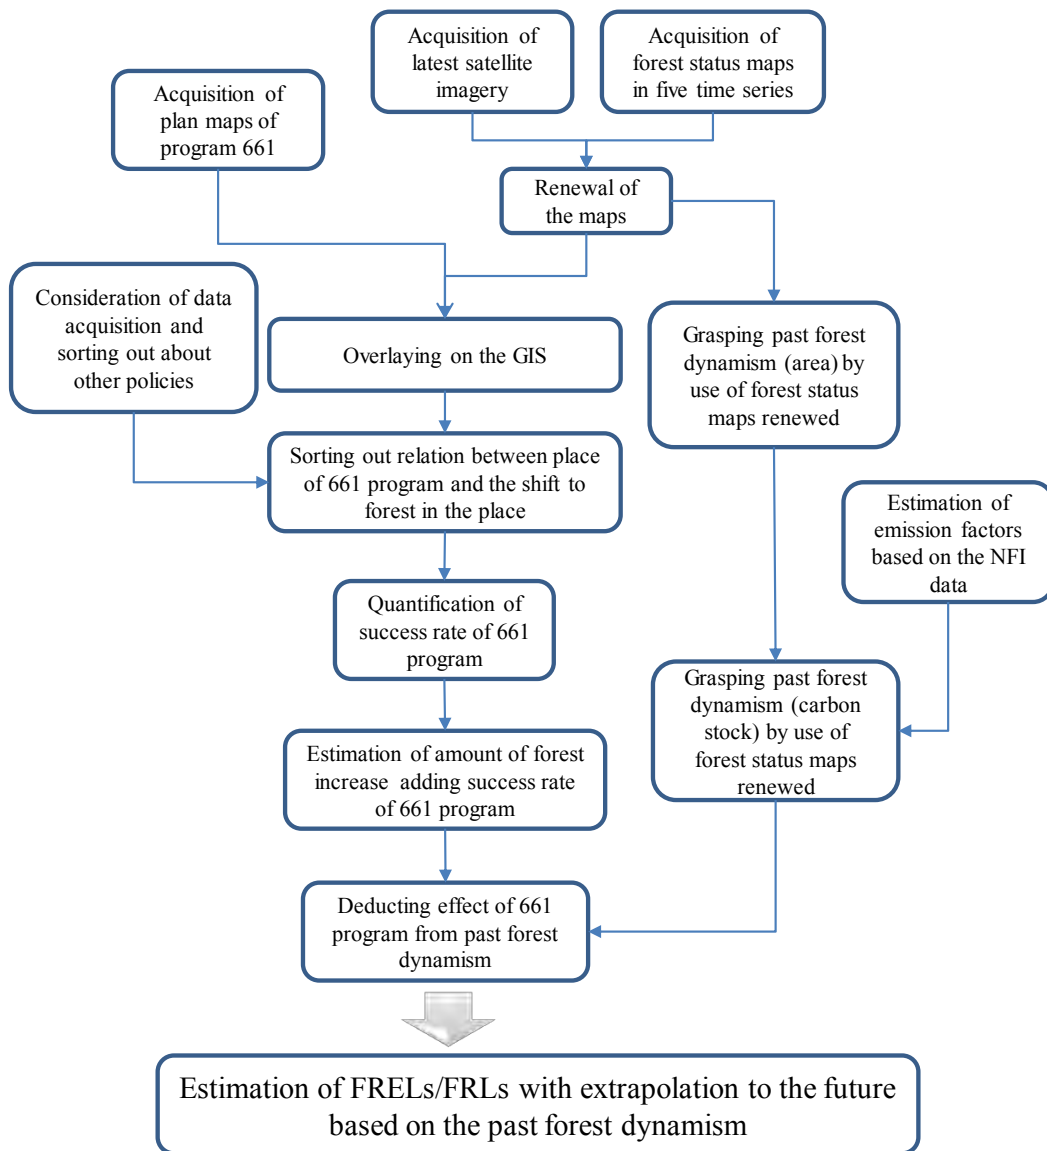 Acquisition of
latest satellite
imagery
Acquisition of
forest status maps
in five time series
Acquisition of
plan maps of
program 661
Renewal of
the maps
Consideration of data
acquisition and
sorting out about
other policies
Overlaying on the GIS
Grasping past forest
dynamism (area) by
use of forest status
maps renewed
Sorting out relation between place
of 661 program and the shift to
forest in the place
Estimation of
emission factors
based on the NFI
data
Quantification of
success rate of 661
program
Grasping past forest
dynamism (carbon
stock) by use of
forest status maps
renewed
Estimation of amount of forest
increase adding success rate
of 661 program
Deducting effect of 661
program from past forest
dynamism
Estimation of FRELs/FRLs with extrapolation to the future
based on the past forest dynamism